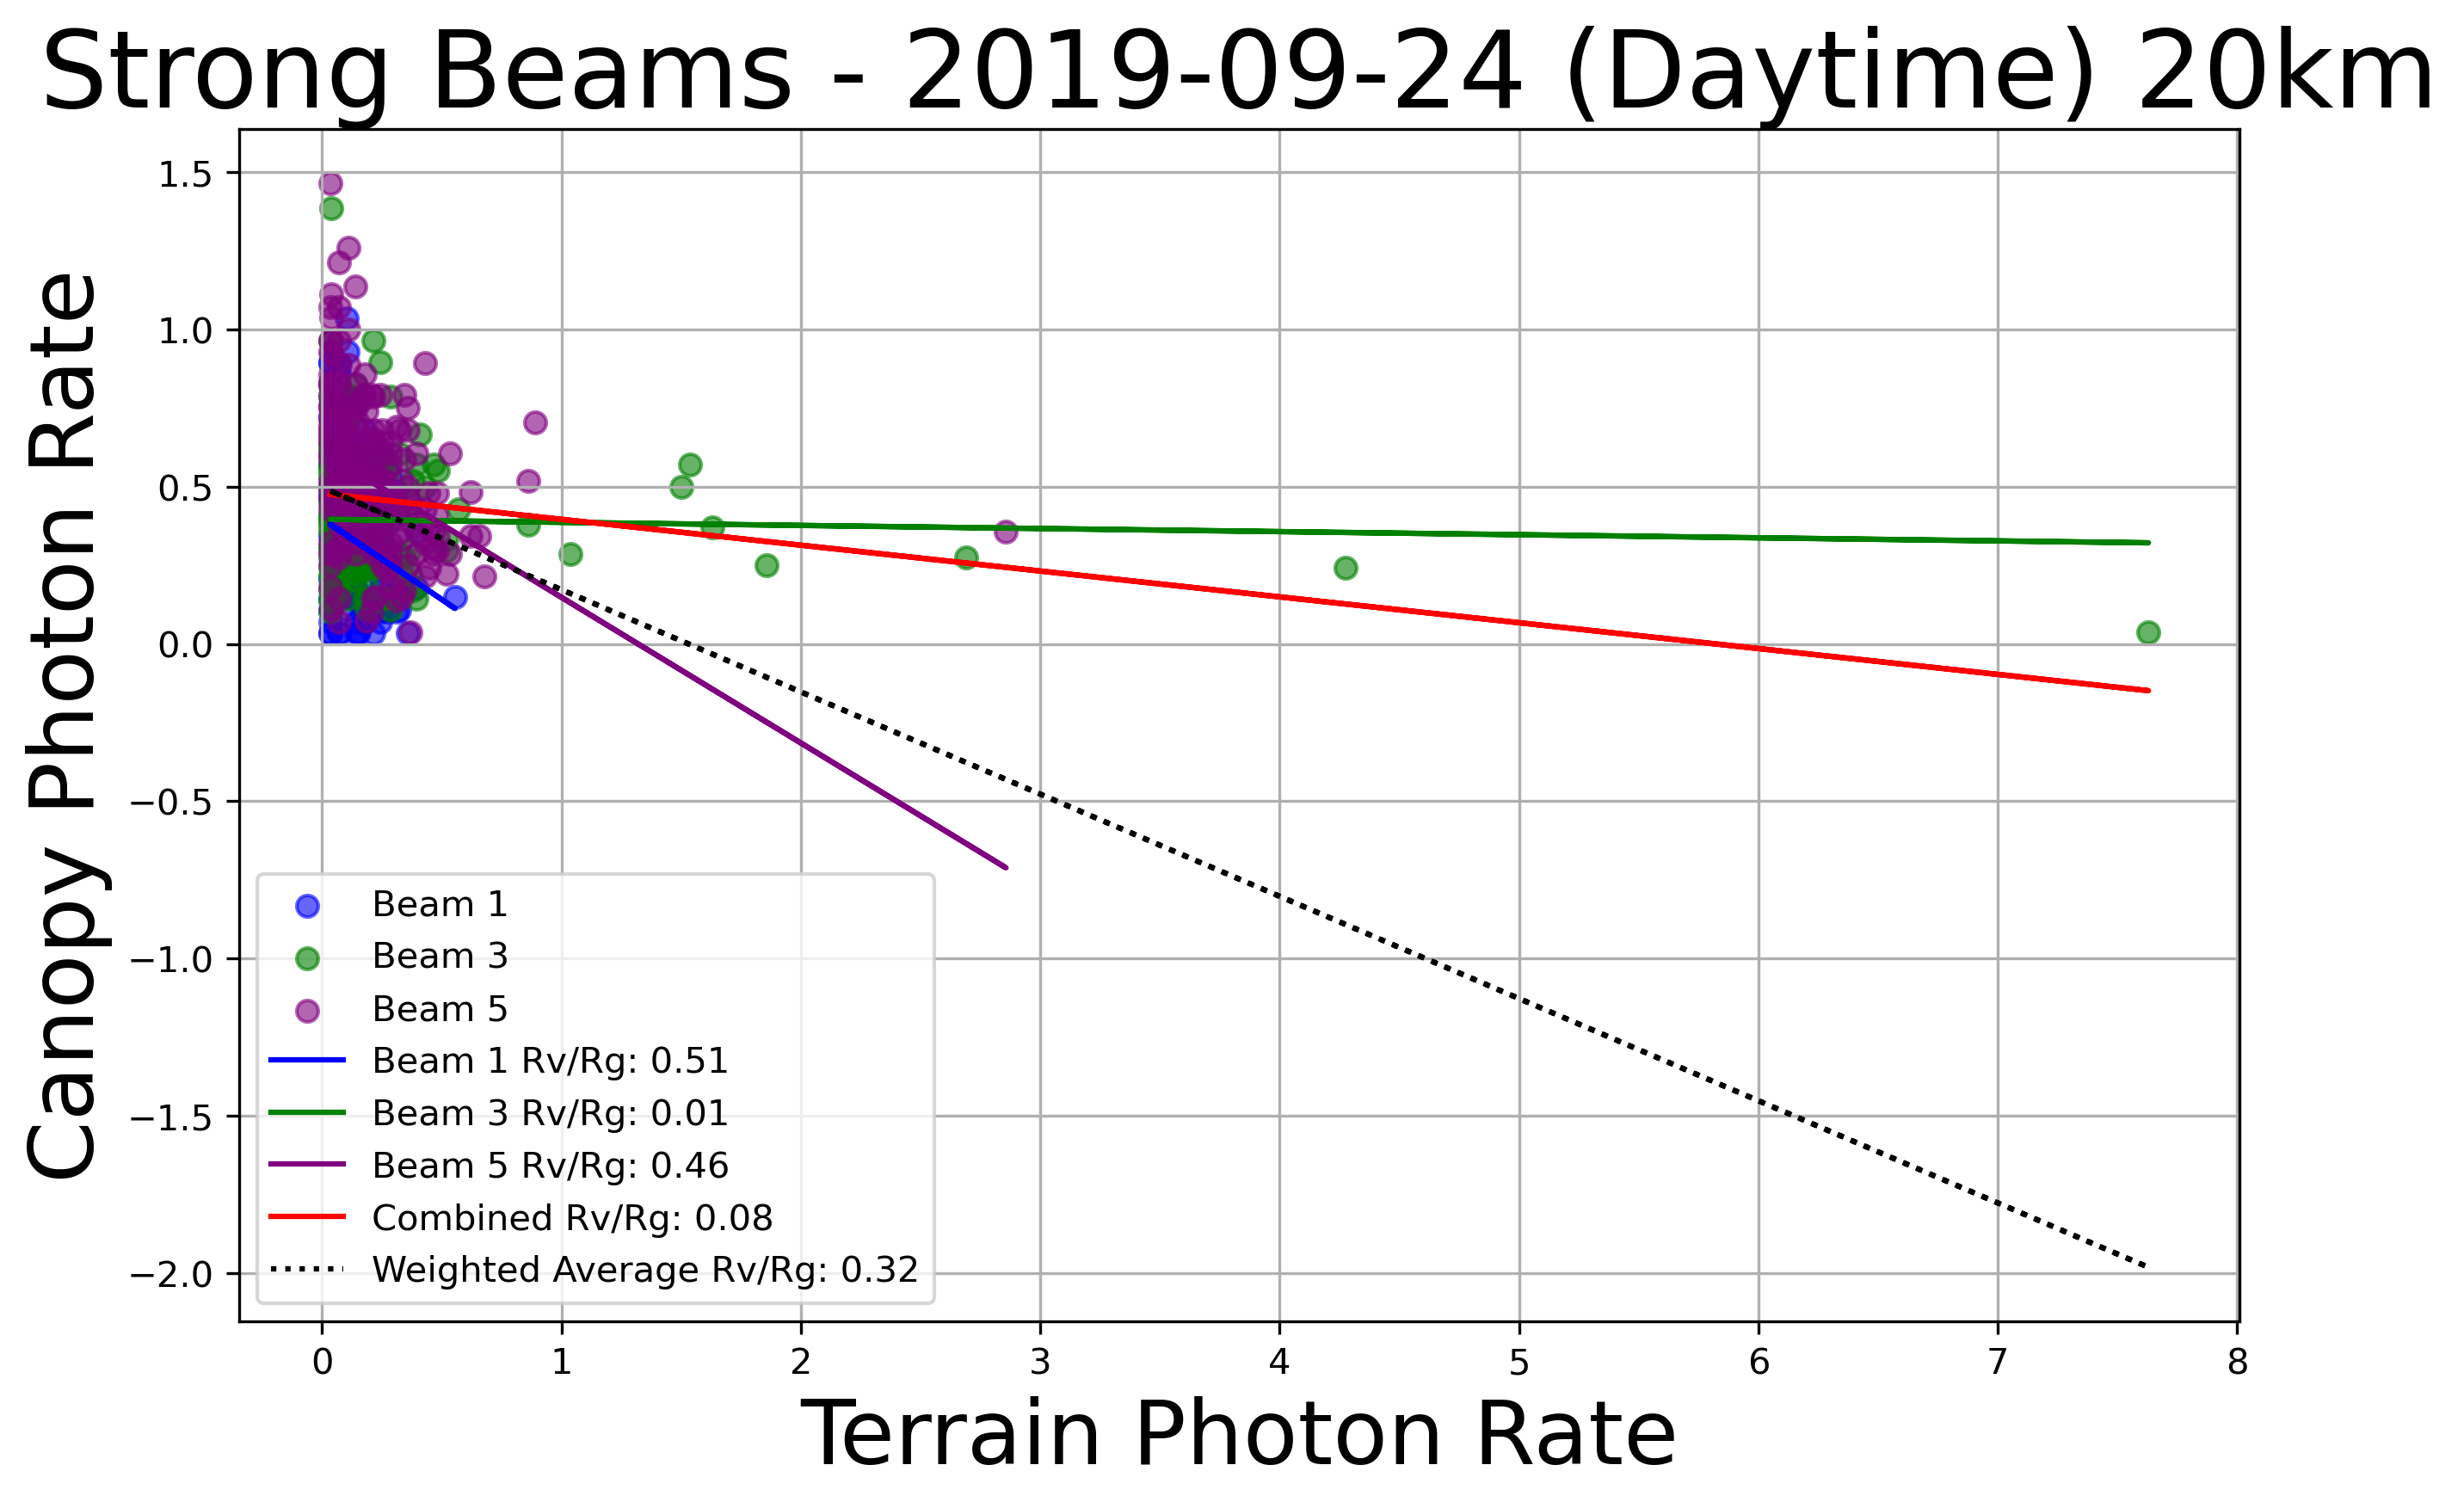 Strong Beams - 2019-09-24 (Daytime) 20km
Canopy Photon Rate
1.5
1.0
0.5
0.0
−0.5
−1.0
−1.5
−2.0
Beam 1
Beam 3
Beam 5
Beam 1 Rv/Rg: 0.51
Beam 3 Rv/Rg: 0.01
Beam 5 Rv/Rg: 0.46
Combined Rv/Rg: 0.08
Weighted Average Rv/Rg: 0.32
0 1 2 3 4 5 6 7 8
Terrain Photon Rate